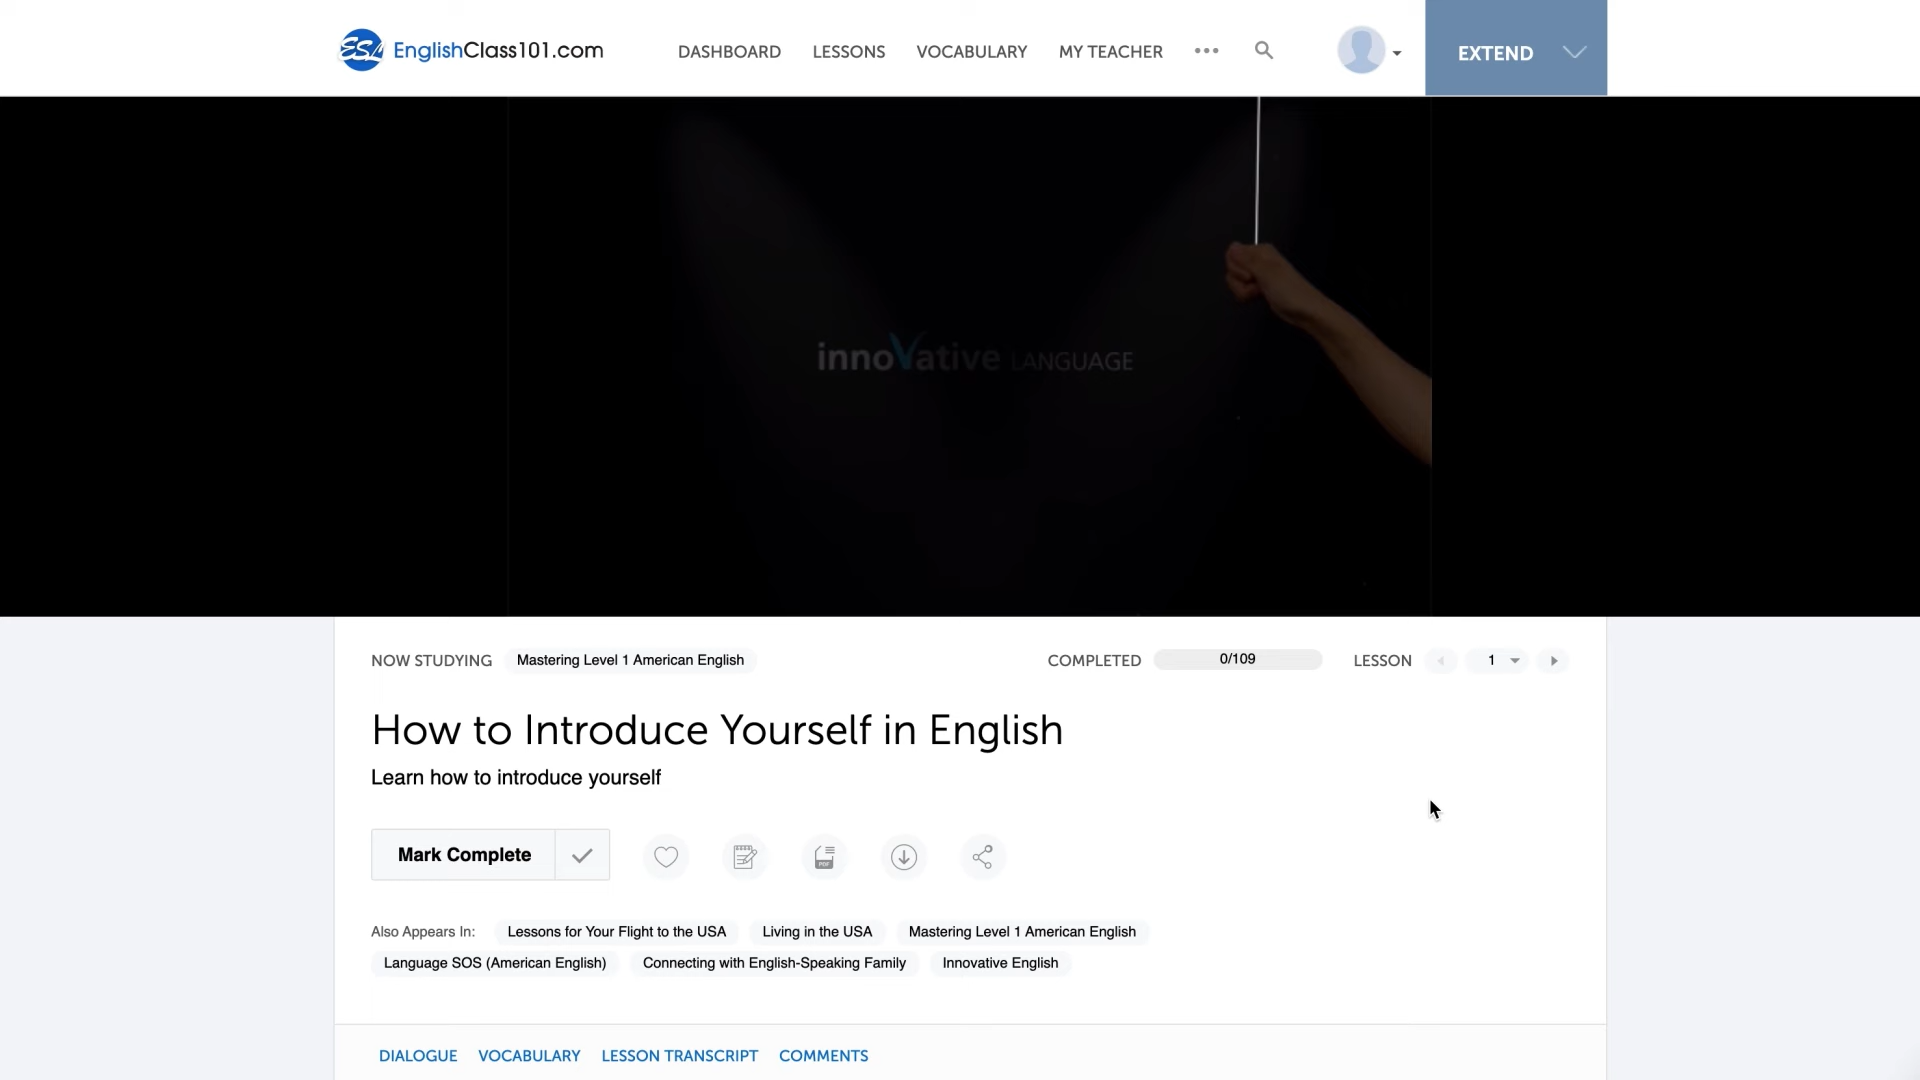 ESL EnglishClass101.com DASHBOARD LESSONS VOCABULARY MY TEACHER EXTEND
innoVative LANGUAGE
NOW STUDYING Mastering Level 1 American English COMPLETED 0/109 LESSON 1
How to Introduce Yourself in English
Learn how to introduce yourself
Mark Complete PDF
Also Appears In: Lessons for Your Flight to the USA Living in the USA Mastering Level 1 American English
Language SOS (American English) Connecting with English-Speaking Family Innovative English
DIALOGUE VOCABULARY LESSON TRANSCRIPT COMMENTS